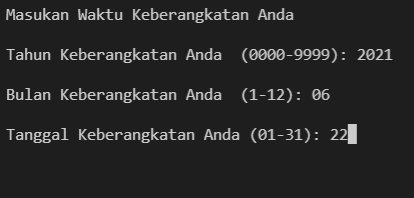 Masukan Waktu Keberangkatan Anda
Tahun Keberangkatan Anda  (0000-9999): 2021
Bulan Keberangkatan Anda  (1-12): 06
Tanggal Keberangkatan Anda (01-31): 22